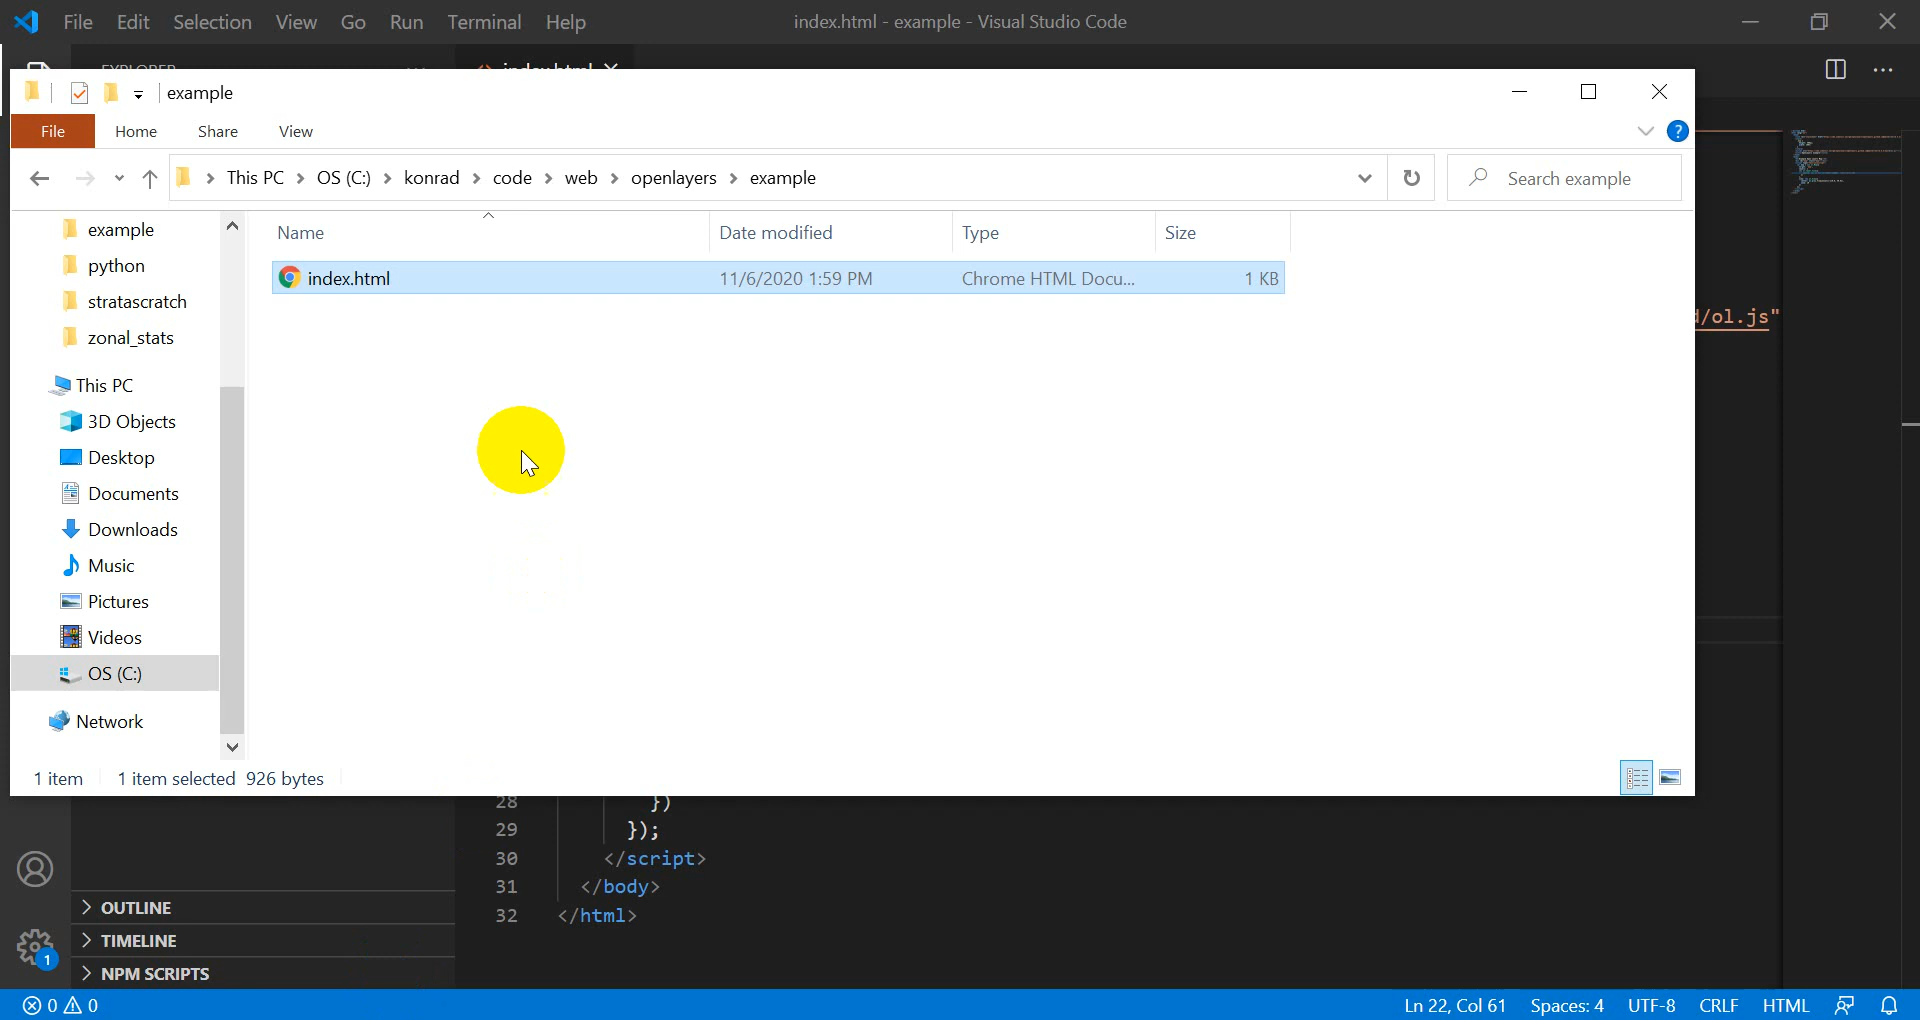 File Edit Selection View Go Run Terminal Help index.html - example - Visual Studio Code
EXPLORER index.html
example
File Home Share View ?
This PC > OS (C:) > konrad > code > web > openlayers > example Search example
Name Date modified Type Size
index.html 11/6/2020 1:59 PM Chrome HTML Docu... 1 KB
example
python
stratascratch
zonal_stats
This PC
3D Objects
Desktop
Documents
Downloads
Music
Pictures
Videos
OS (C:)
Network
1 item 1 item selected 926 bytes
/ol.js"
28 })
29 });
30 </script>
31 </body>
32 </html>
OUTLINE
TIMELINE
NPM SCRIPTS
1
0 0 Ln 22, Col 61 Spaces: 4 UTF-8 CRLF HTML